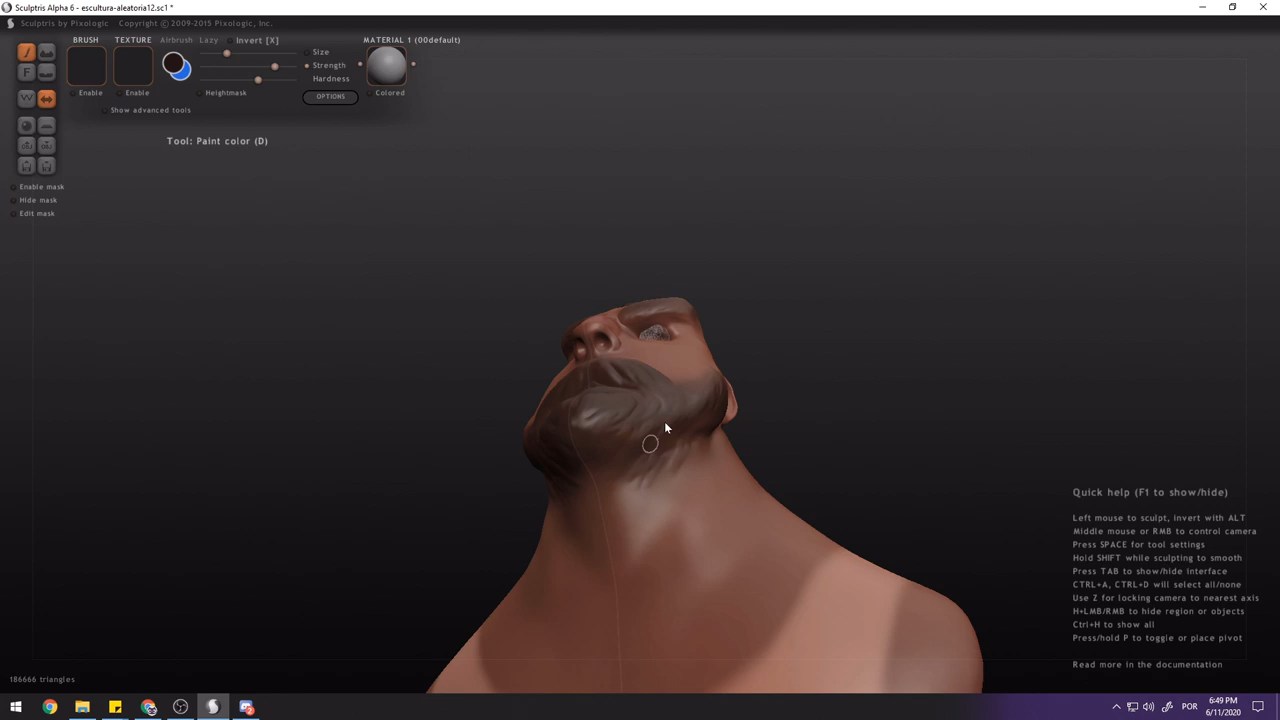 Sculptris Alpha 6 - escultura-aleatoria12.sc1 *
Sculptris by Pixologic Copyright © 2009-2015 Pixologic, Inc.
BRUSH TEXTURE Airbrush Lazy Invert [X] MATERIAL 1 (00default)
Size
Strength
Hardness
Enable Enable Heightmask OPTIONS Colored
Show advanced tools
Tool: Paint color (D)
F
W
OBJ OBJ
Enable mask
Hide mask
Edit mask
Quick help (F1 to show/hide)
Left mouse to sculpt, invert with ALT
Middle mouse or RMB to control camera
Press SPACE for tool settings
Hold SHIFT while sculpting to smooth
Press TAB to show/hide interface
CTRL+A, CTRL+D will select all/none
Use Z for locking camera to nearest axis
H+LMB/RMB to hide region or objects
Ctrl+H to show all
Press/hold P to toggle or place pivot
Read more in the documentation
186666 triangles
POR
6:49 PM
6/11/2020